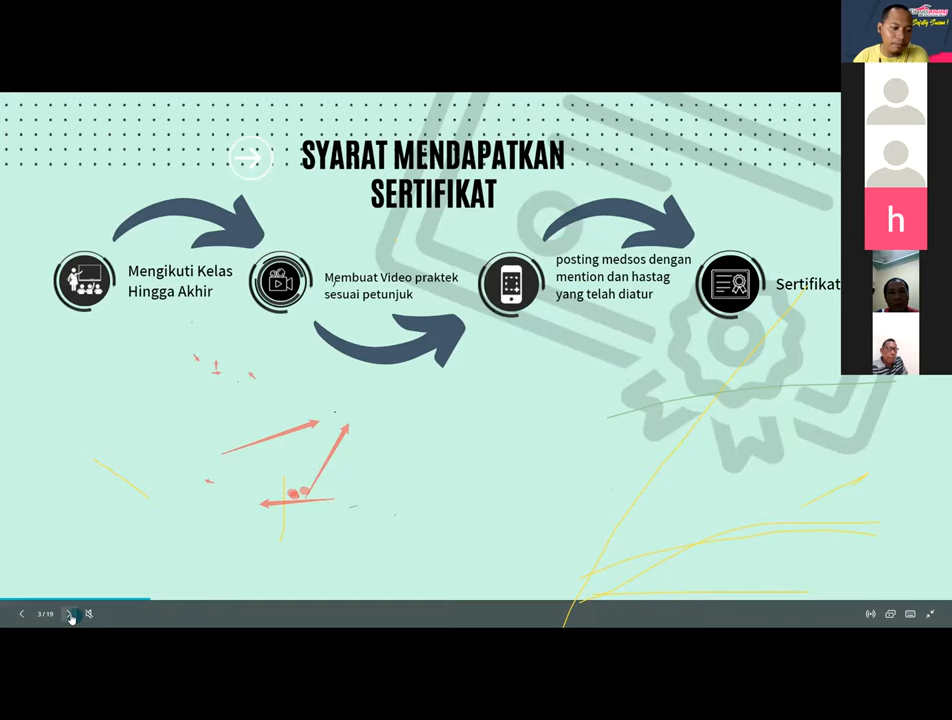 SYARAT MENDAPATKAN
SERTIFIKAT
Mengikuti Kelas
Hingga Akhir
Membuat Video praktek
sesuai petunjuk
posting medsos dengan
mention dan hastag
yang telah diatur
Sertifikat
h
3 / 19